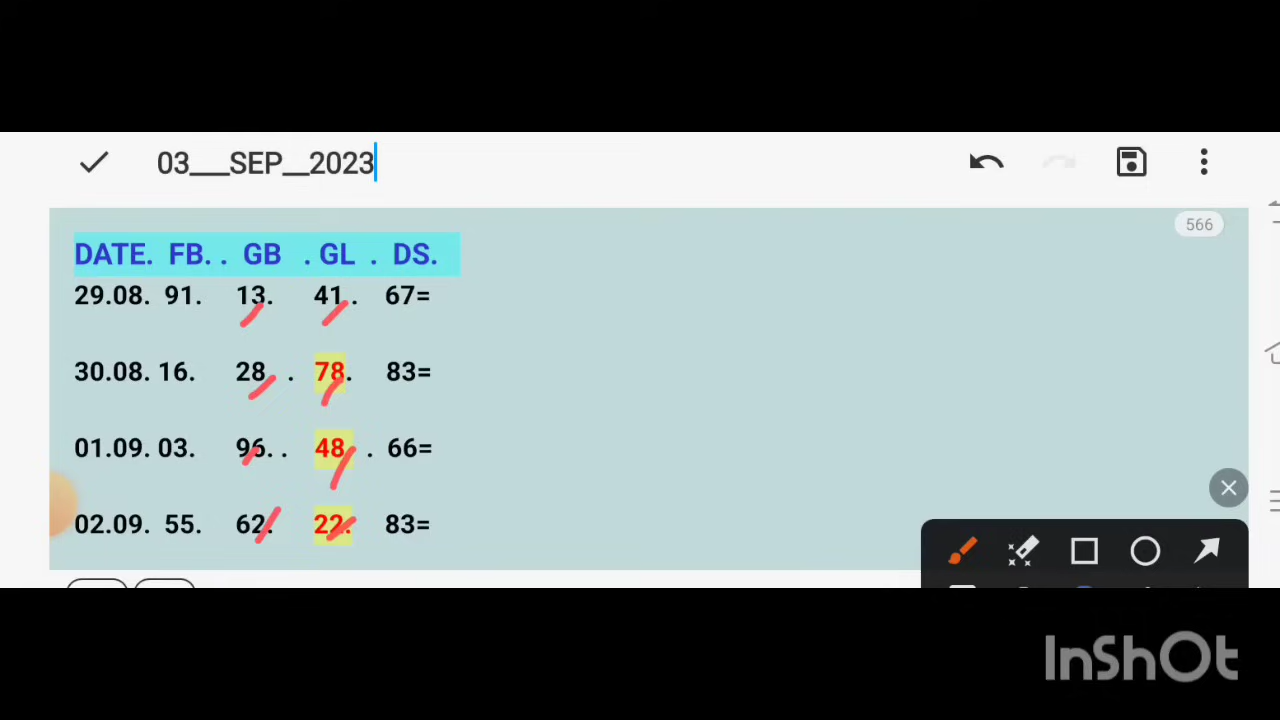 03___SEP__2023
566
DATE. FB. . GB . GL . DS.
29.08. 91. 13. 41. . 67=
30.08. 16. 28 . 78. 83=
01.09. 03. 96. . 48. . 66=
02.09. 55. 62. 22. 83=
InShOt